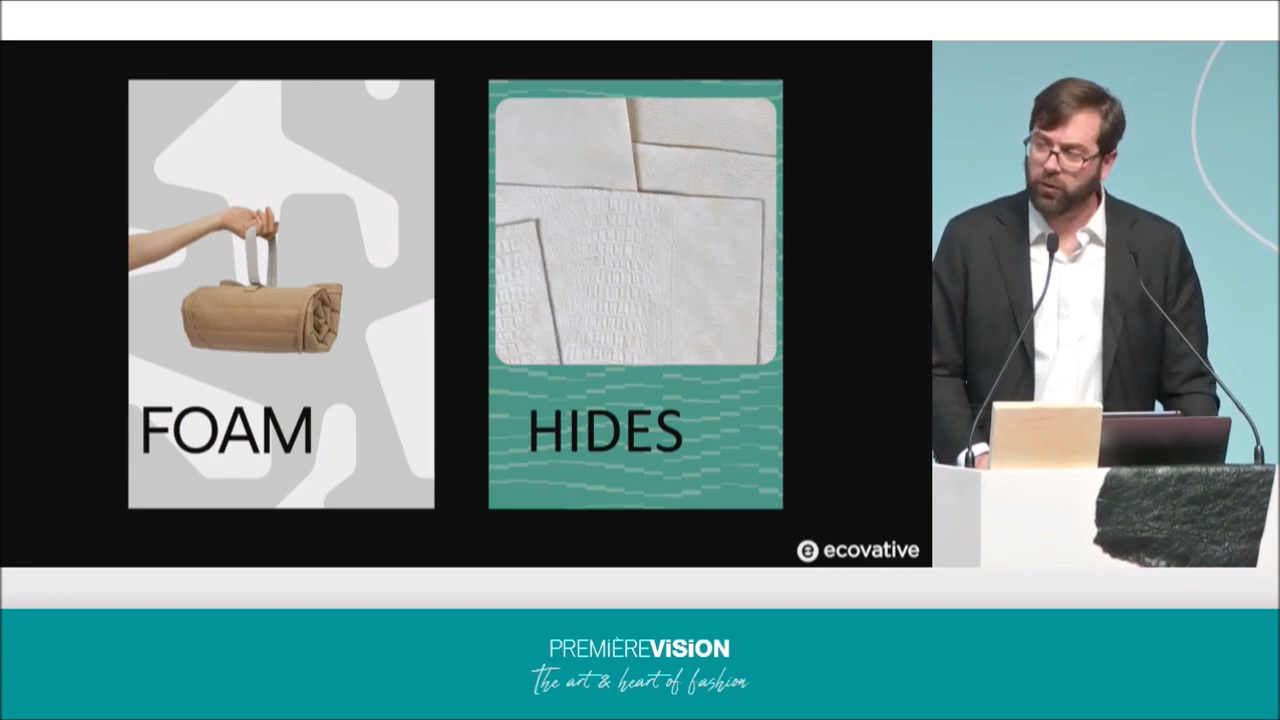 FOAM
HIDES
ecovative
PREMIÈREViSiON
The art & heart of fashion